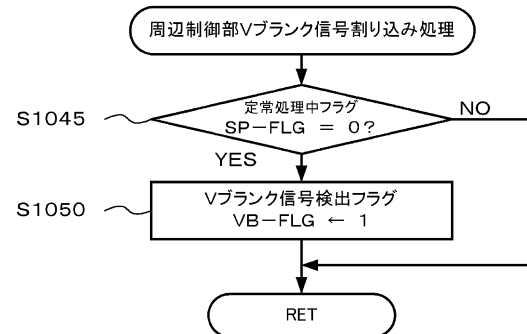 周辺制御部Vブランク信号割り込み処理
S1045
定常処理中フラグ
SP-FLG = 0?
NO
YES
S1050
Vブランク信号検出フラグ
VB-FLG ← 1
RET